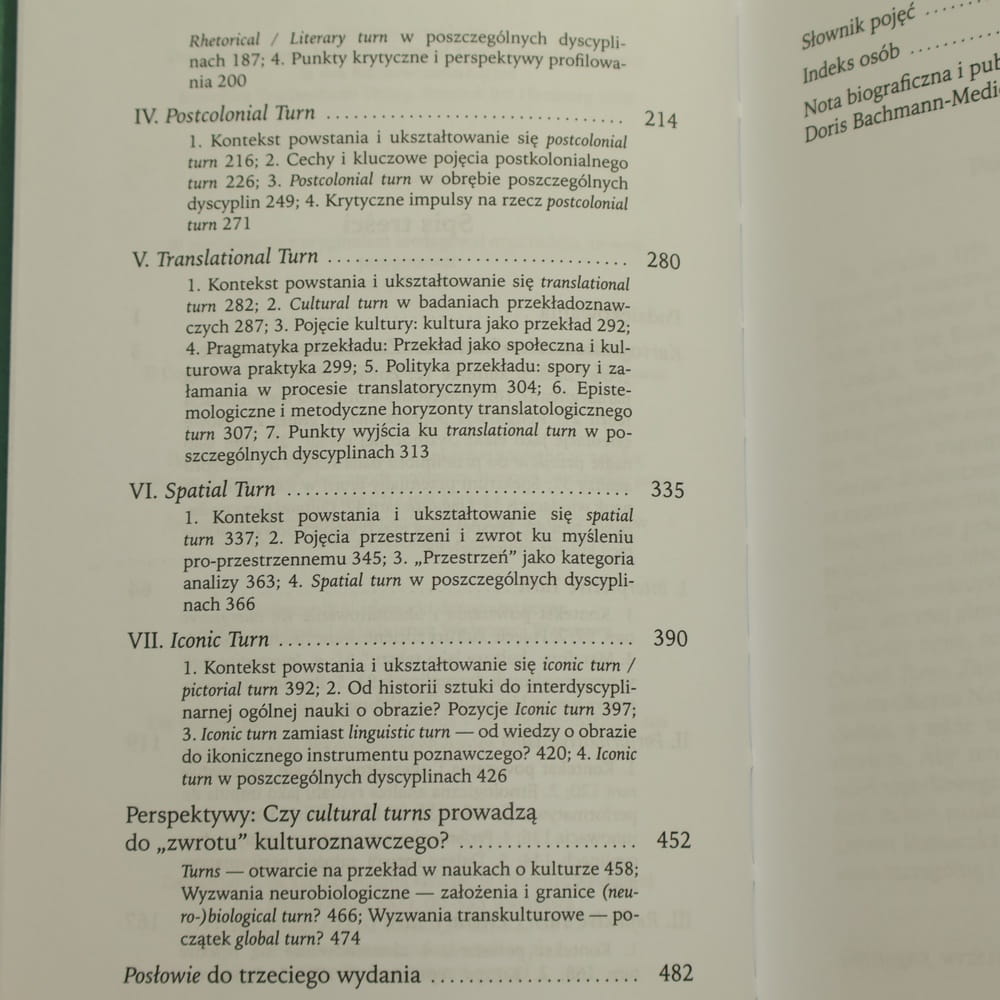 Rhetorical / Literary turn w poszczególnych dyscypli-
nach 187; 4. Punkty krytyczne i perspektywy profilowa-
nia 200
IV. Postcolonial Turn ................................. 214
1. Kontekst powstania i ukształtowanie się postcolonial
turn 216; 2. Cechy i kluczowe pojęcia postkolonialnego
turn 226; 3. Postcolonial turn w obrębie poszczególnych
dyscyplin 249; 4. Krytyczne impulsy na rzecz postcolonial
turn 271
V. Translational Turn ................................. 280
1. Kontekst powstania i ukształtowanie się translational
turn 282; 2. Cultural turn w badaniach przekładoznaw-
czych 287; 3. Pojęcie kultury: kultura jako przekład 292;
4. Pragmatyka przekładu: Przekład jako społeczna i kul-
turowa praktyka 299; 5. Polityka przekładu: spory i za-
łamania w procesie translatorycznym 304; 6. Episte-
mologiczne i metodyczne horyzonty translatologicznego
turn 307; 7. Punkty wyjścia ku translational turn w po-
szczególnych dyscyplinach 313
VI. Spatial Turn ..................................... 335
1. Kontekst powstania i ukształtowanie się spatial
turn 337; 2. Pojęcia przestrzeni i zwrot ku myśleniu
pro-przestrzennemu 345; 3. „Przestrzeń” jako kategoria
analizy 363; 4. Spatial turn w poszczególnych dyscypli-
nach 366
VII. Iconic Turn ..................................... 390
1. Kontekst powstania i ukształtowanie się iconic turn /
pictorial turn 392; 2. Od historii sztuki do interdyscypli-
narnej ogólnej nauki o obrazie? Pozycje Iconic turn 397;
3. Iconic turn zamiast linguistic turn — od wiedzy o obrazie
do ikonicznego instrumentu poznawczego? 420; 4. Iconic
turn w poszczególnych dyscyplinach 426
Perspektywy: Czy cultural turns prowadzą
do „zwrotu” kulturoznawczego? .................... 452
Turns — otwarcie na przekład w naukach o kulturze 458;
Wyzwania neurobiologiczne — założenia i granice (neu-
ro-)biological turn? 466; Wyzwania transkulturowe — po-
czątek global turn? 474
Posłowie do trzeciego wydania ....................... 482
Słownik pojęć ......
Indeks osób .........
Nota biograficzna i pub
Doris Bachmann-Medi